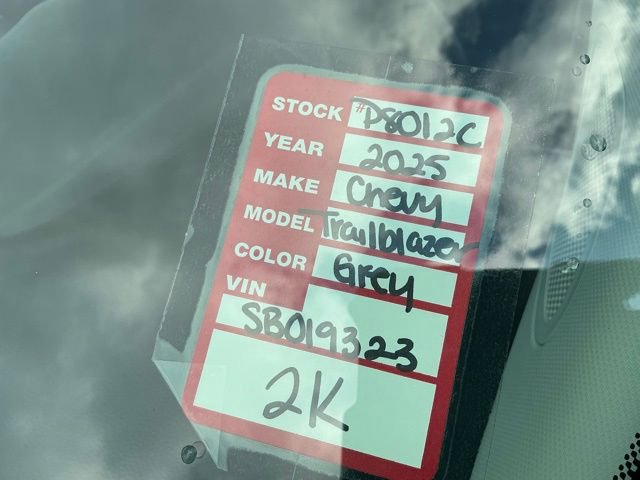 STOCK # P8012C
YEAR 2025
MAKE Chevy
MODEL Trailblazer
COLOR Grey
VIN
SB019323
2K